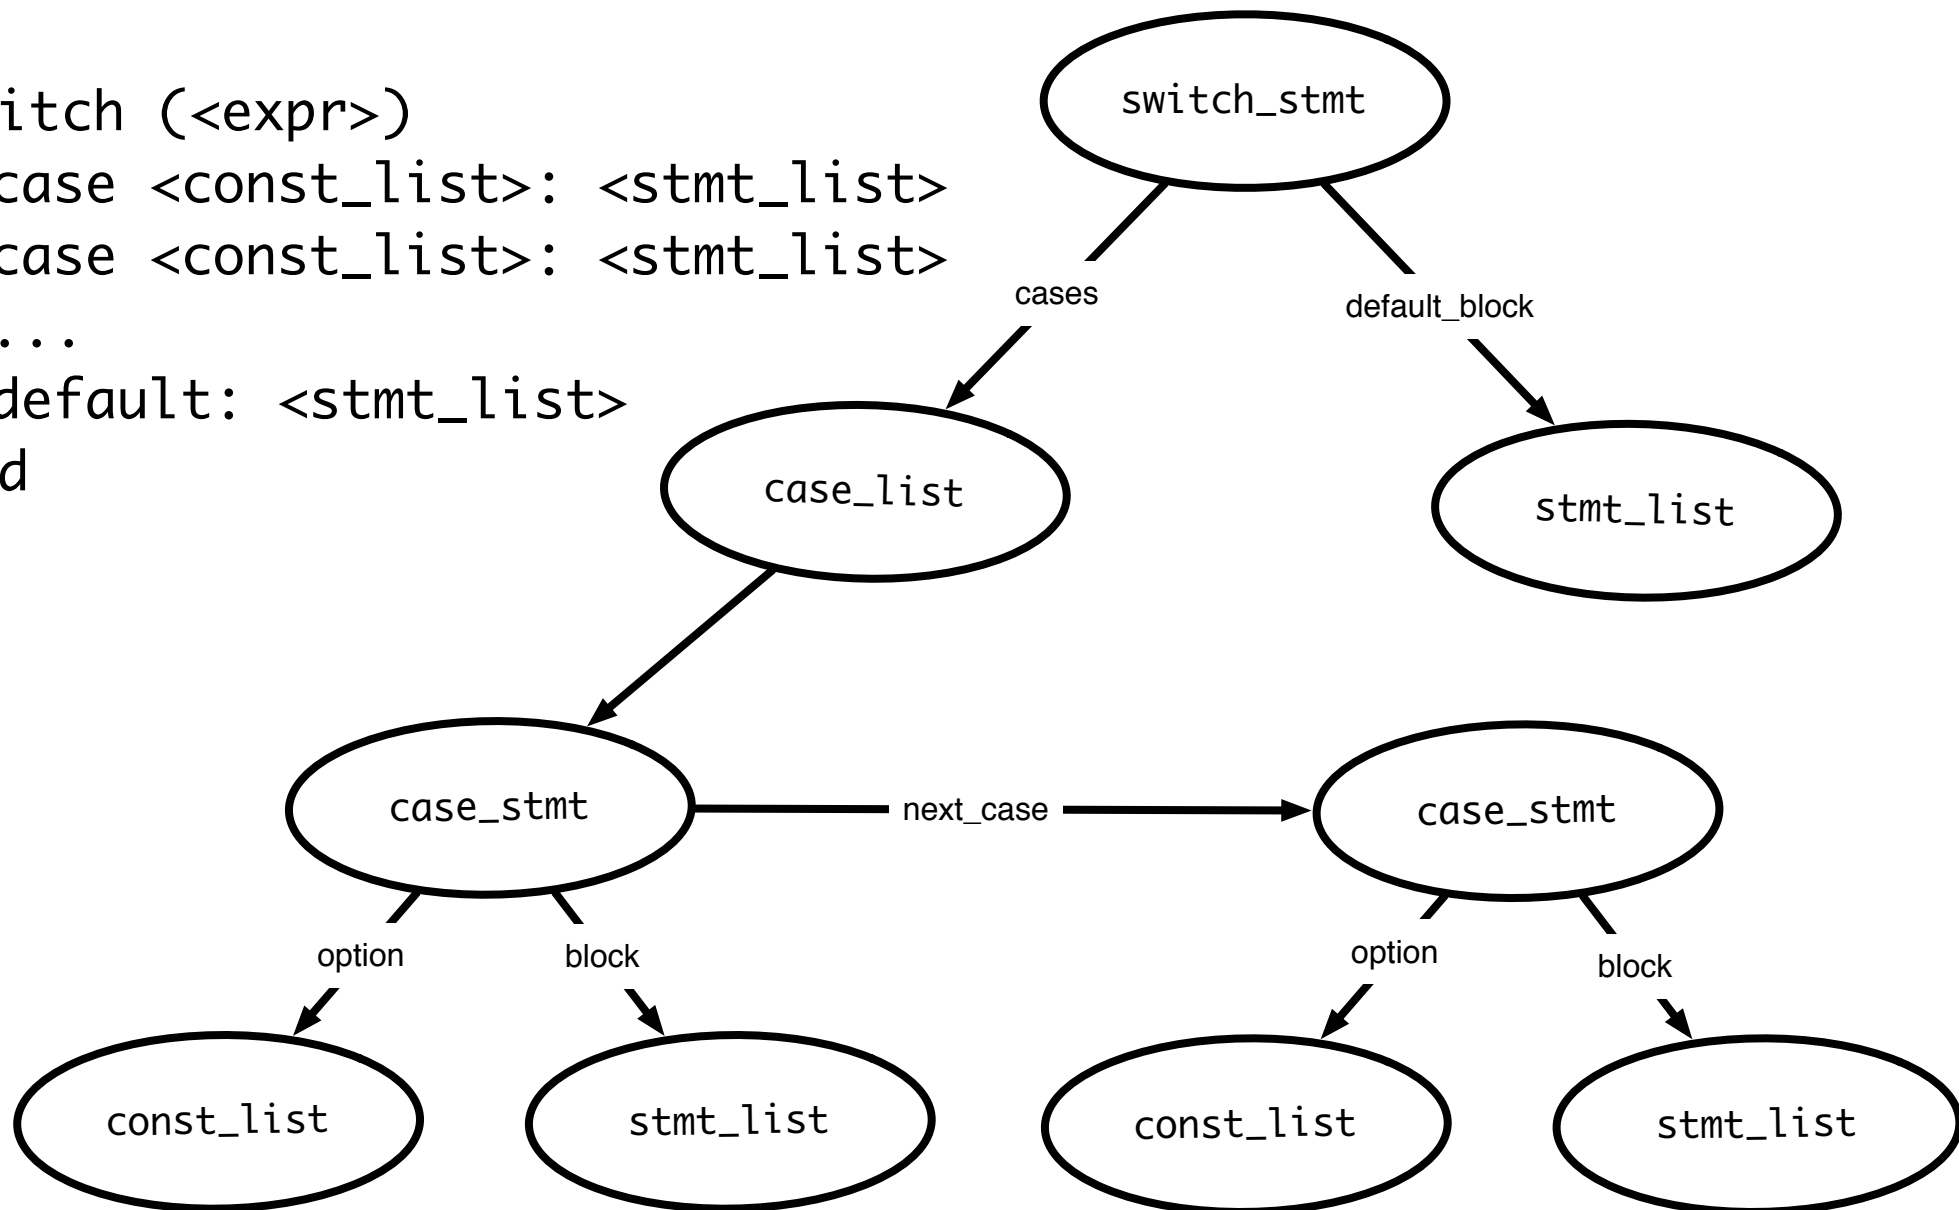 itch (<expr>)
case <const_list>: <stmt_list>
case <const_list>: <stmt_list>
...
default: <stmt_list>
d
switch_stmt
cases
default_block
case_list
stmt_list
case_stmt
next_case
case_stmt
option
block
option
block
const_list
stmt_list
const_list
stmt_list